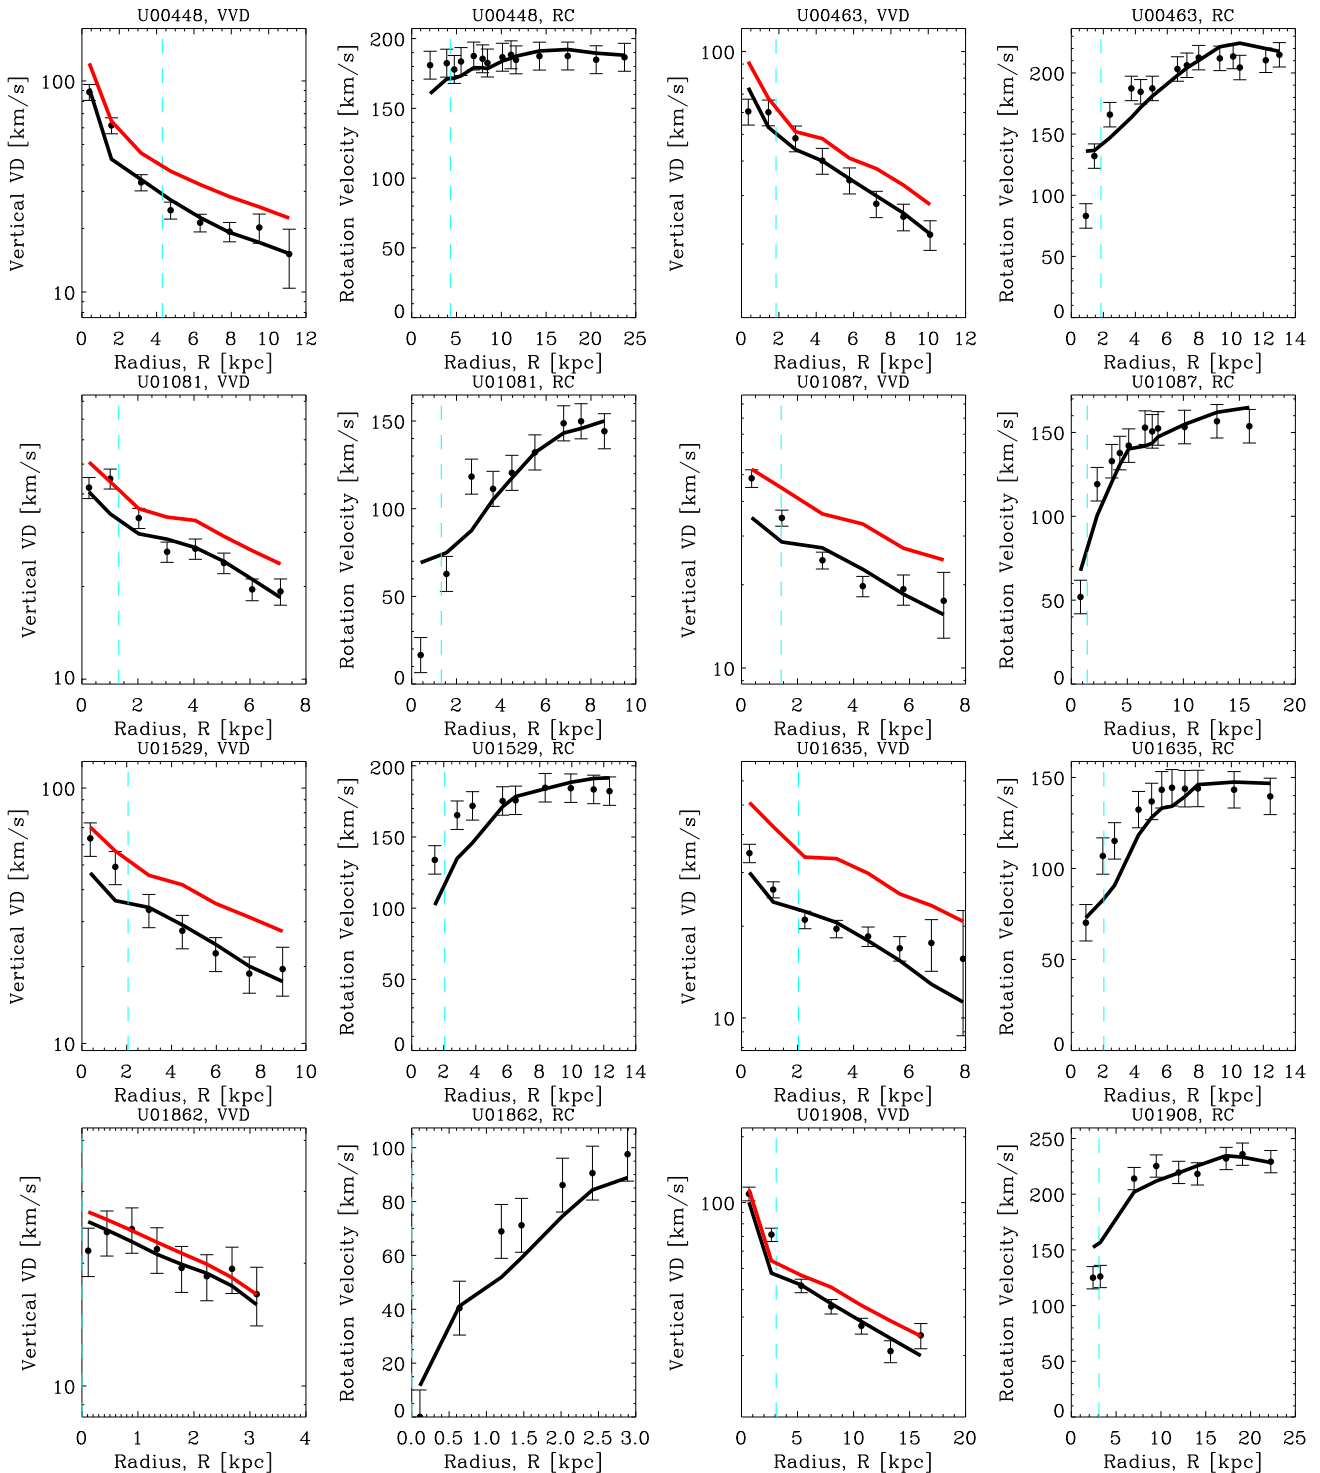 U00448, VVD
Vertical VD [km/s]
100
10
0 2 4 6 8 10 12
Radius, R [kpc]
U00448, RC
Rotation Velocity [km/s]
200
150
100
50
0
0 5 10 15 20 25
Radius, R [kpc]
U00463, VVD
Vertical VD [km/s]
100
0 2 4 6 8 10 12
Radius, R [kpc]
U00463, RC
Rotation Velocity [km/s]
200
150
100
50
0
0 2 4 6 8 10 12 14
Radius, R [kpc]
U01081, VVD
Vertical VD [km/s]
10
0 2 4 6 8
Radius, R [kpc]
U01081, RC
Rotation Velocity [km/s]
150
100
50
0
0 2 4 6 8 10
Radius, R [kpc]
U01087, VVD
Vertical VD [km/s]
10
0 2 4 6 8
Radius, R [kpc]
U01087, RC
Rotation Velocity [km/s]
150
100
50
0
0 5 10 15 20
Radius, R [kpc]
U01529, VVD
Vertical VD [km/s]
100
10
0 2 4 6 8 10
Radius, R [kpc]
U01529, RC
Rotation Velocity [km/s]
200
150
100
50
0
0 2 4 6 8 10 12 14
Radius, R [kpc]
U01635, VVD
Vertical VD [km/s]
10
0 2 4 6 8
Radius, R [kpc]
U01635, RC
Rotation Velocity [km/s]
150
100
50
0
0 2 4 6 8 10 12 14
Radius, R [kpc]
U01862, VVD
Vertical VD [km/s]
10
0 1 2 3 4
Radius, R [kpc]
U01862, RC
Rotation Velocity [km/s]
100
80
60
40
20
0
0.0 0.5 1.0 1.5 2.0 2.5 3.0
Radius, R [kpc]
U01908, VVD
Vertical VD [km/s]
100
0 5 10 15 20
Radius, R [kpc]
U01908, RC
Rotation Velocity [km/s]
250
200
150
100
50
0
0 5 10 15 20 25
Radius, R [kpc]